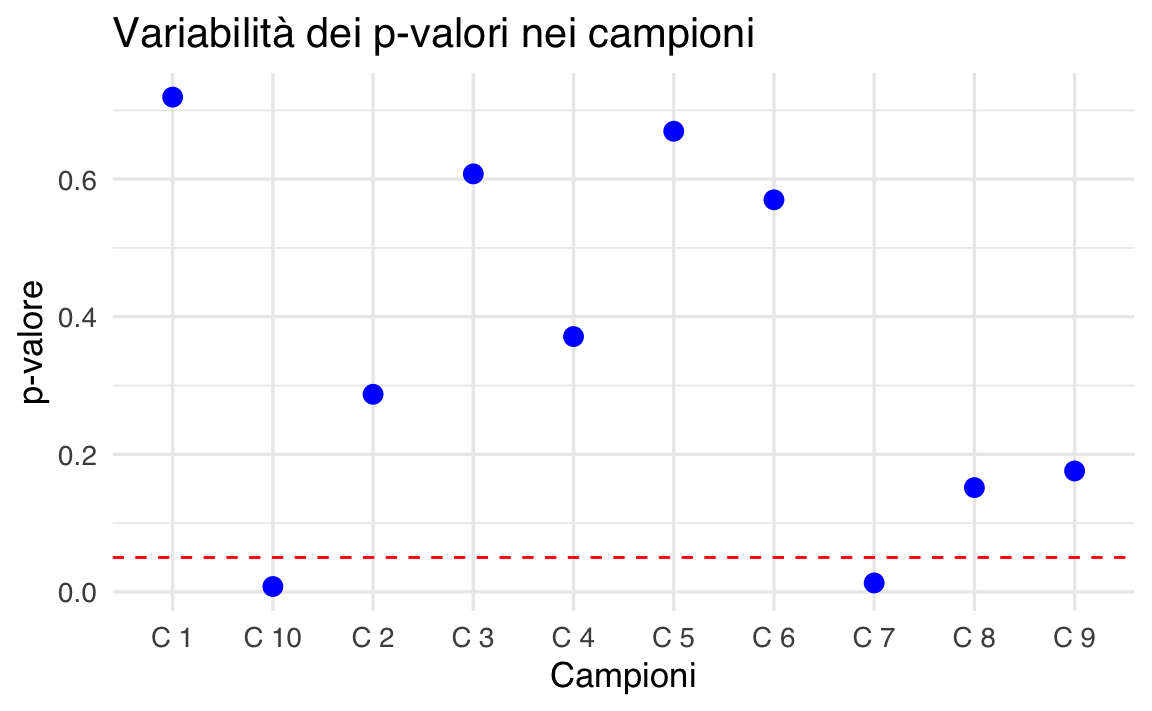 Variabilità dei p-valori nei campioni
p-valore
0.6
0.4
0.2
0.0
C 1 C 10 C 2 C 3 C 4 C 5 C 6 C 7 C 8 C 9
Campioni